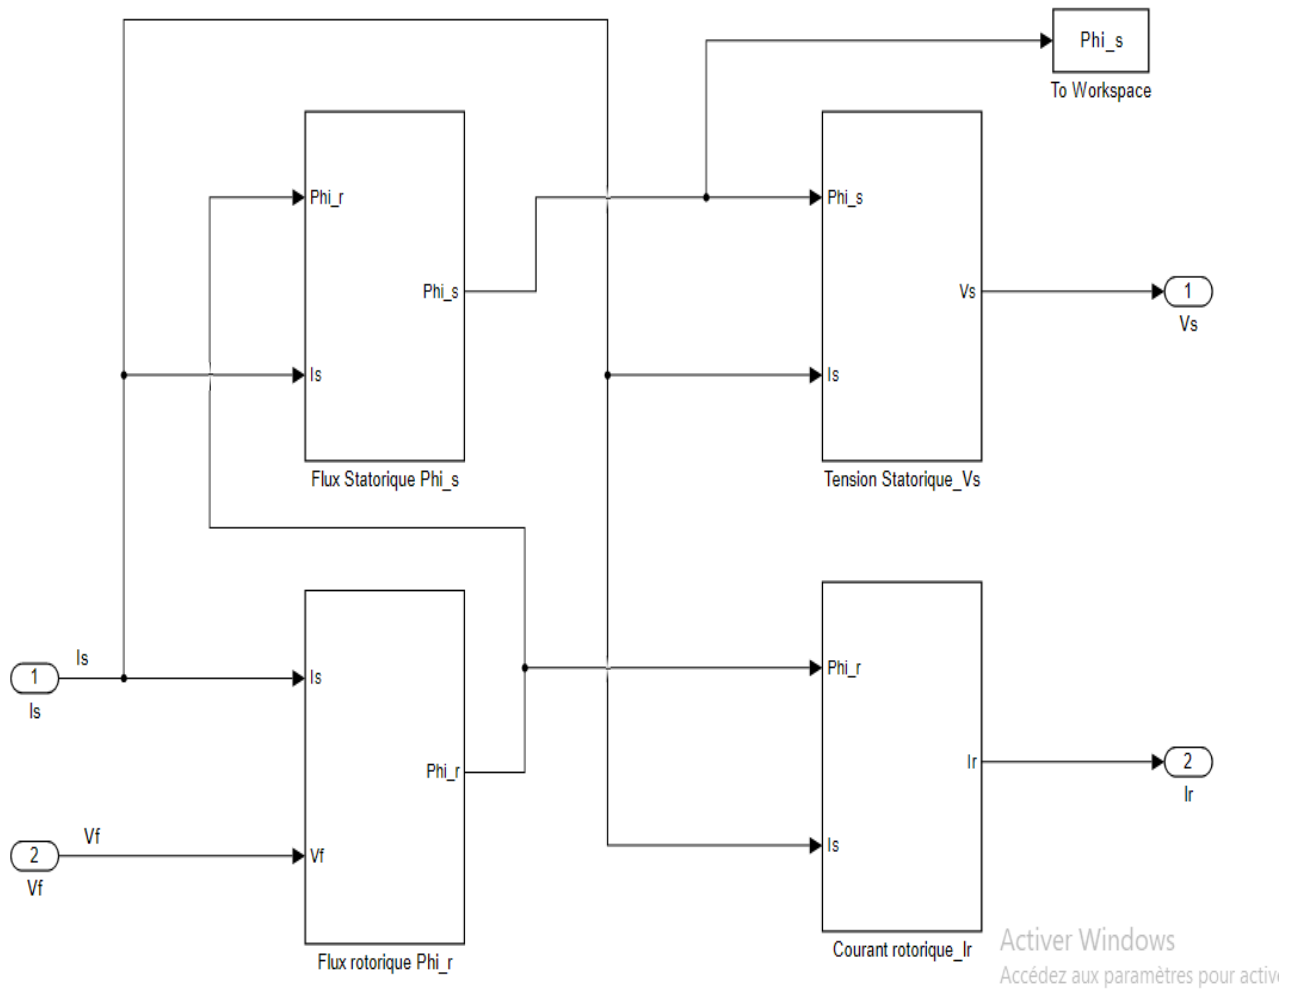 Phi_s
To Workspace
Phi_r
Phi_s
Is
Flux Statorique Phi_s
Phi_s
Vs
Is
Tension Statorique_Vs
1
Vs
Is
1
Is
Vf
2
Vf
Is
Phi_r
Vf
Flux rotorique Phi_r
Phi_r
Ir
Is
Courant rotorique_Ir
2
Ir
Activer Windows
Accédez aux paramètres pour activ